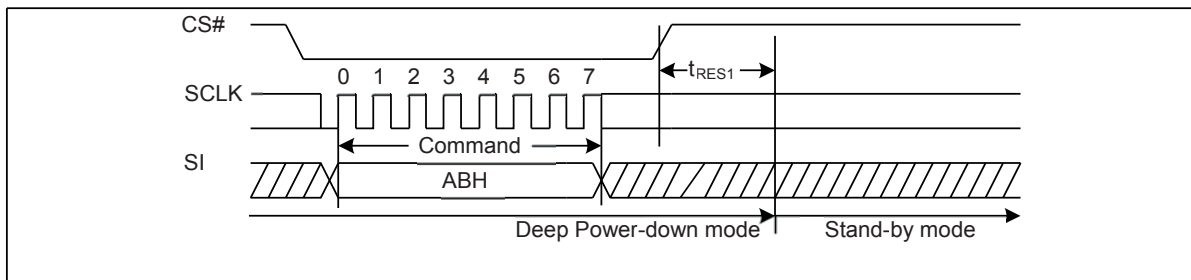 CS#
tRES1
0 1 2 3 4 5 6 7
SCLK
Command
SI
ABH
Deep Power-down mode Stand-by mode